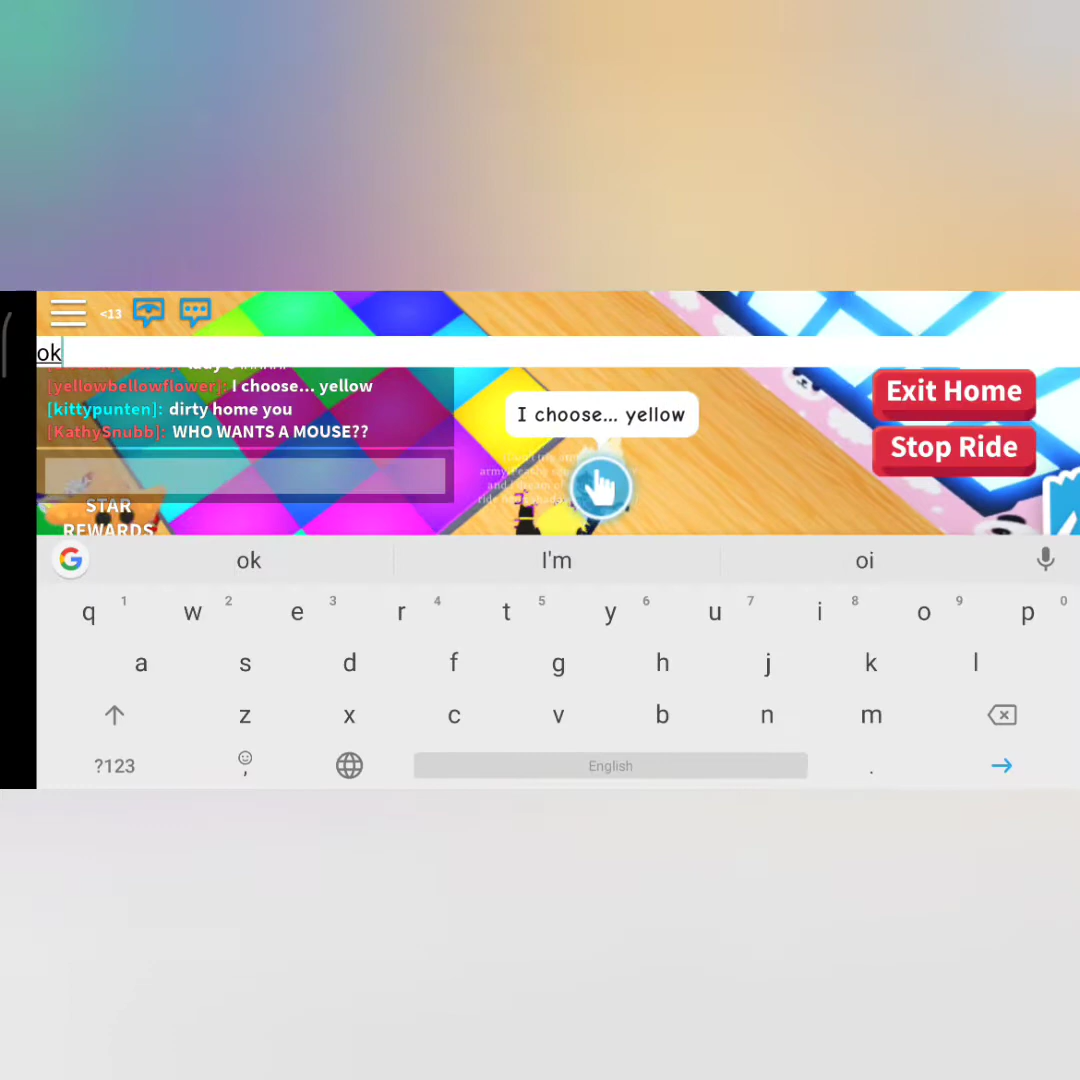 <13
ok
[yellowbellowflower]: I choose... yellow
[kittypunten]: dirty home you
[KathySnubb]: WHO WANTS A MOUSE??
I choose... yellow
Exit Home
Stop Ride
STAR
REWARDS
ok I'm oi
q 1 w 2 e 3 r 4 t 5 y 6 u 7 i 8 o 9 p 0
a s d f g h j k l
z x c v b n m
?123 , English .